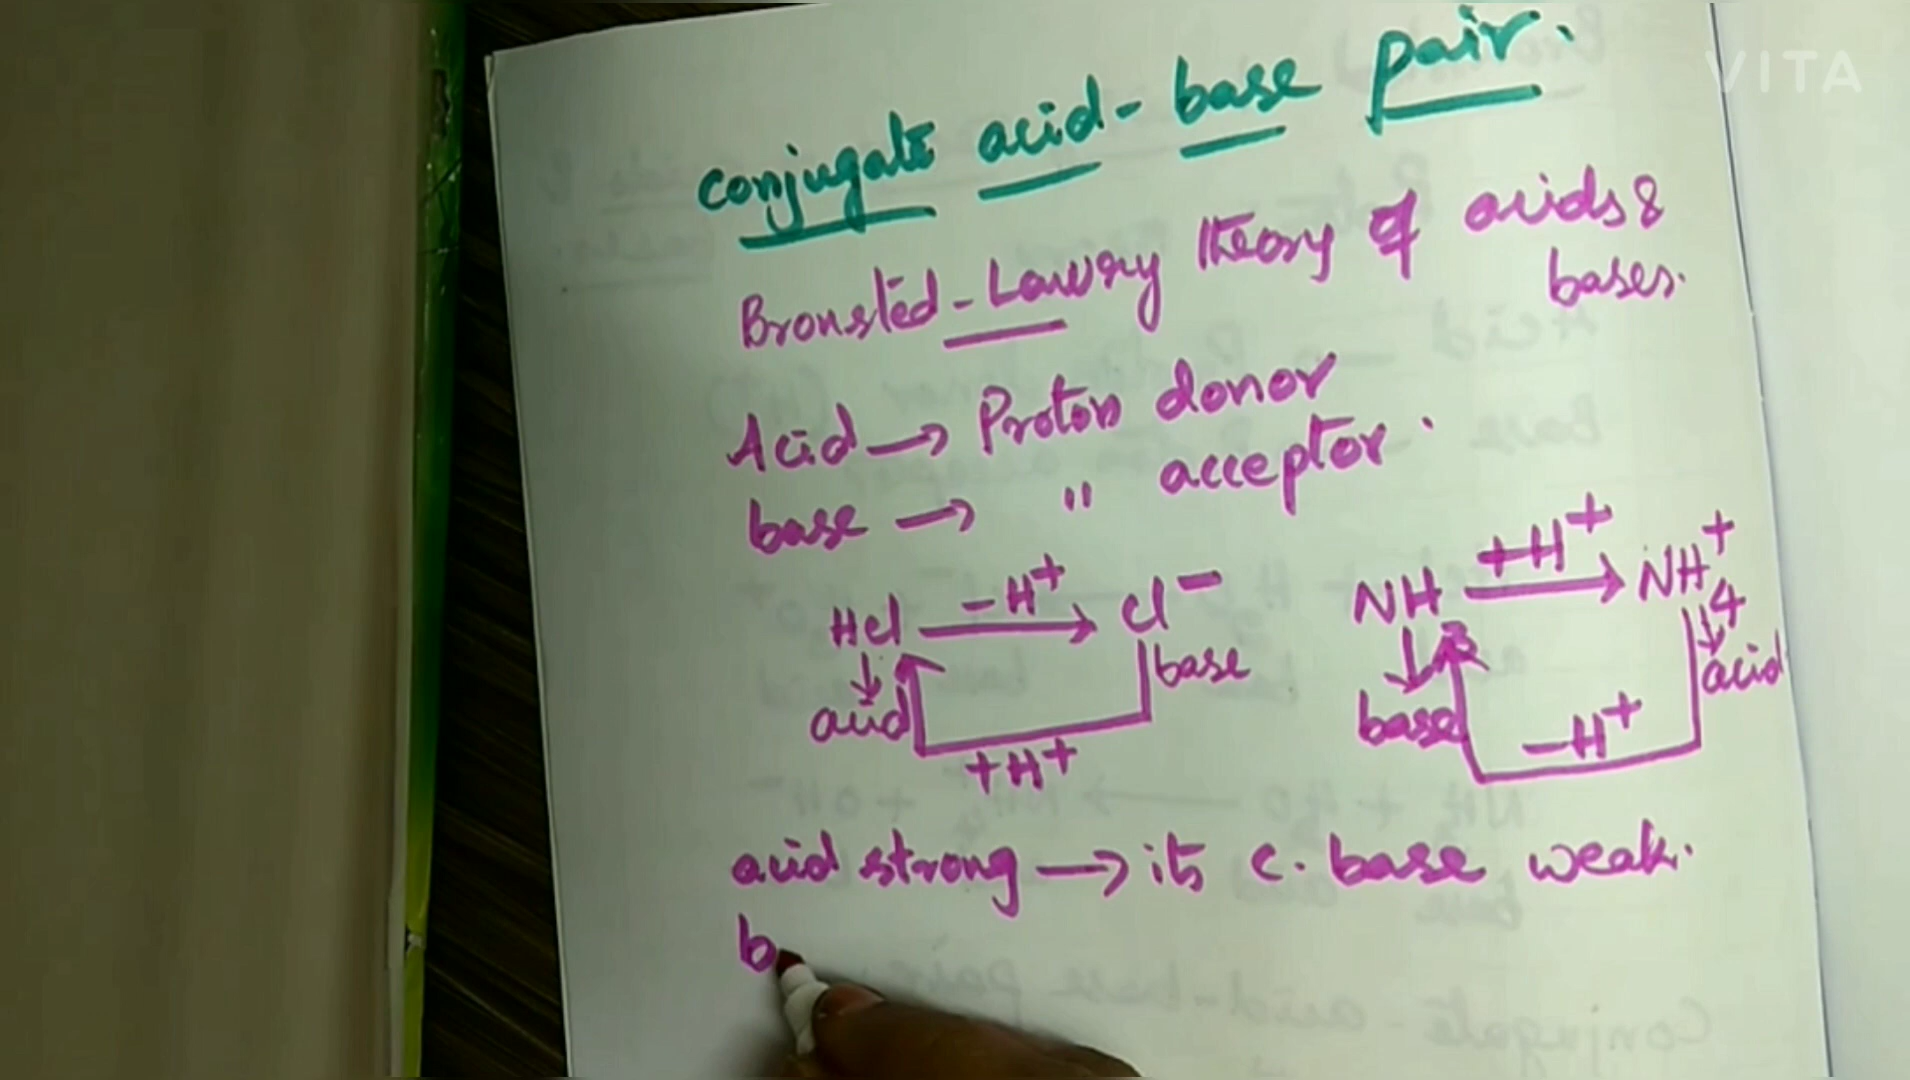 conjugate acid-base pair.
Bronsted-Lowry theory of acids &
bases.
Acid → Proton donor
base → " acceptor.
HCl -H⁺ → Cl⁻
acid
base
+H⁺
NH₃ +H⁺ → NH₄⁺
base
acid
-H⁺
acid strong → its c. base weak.
b
VITA